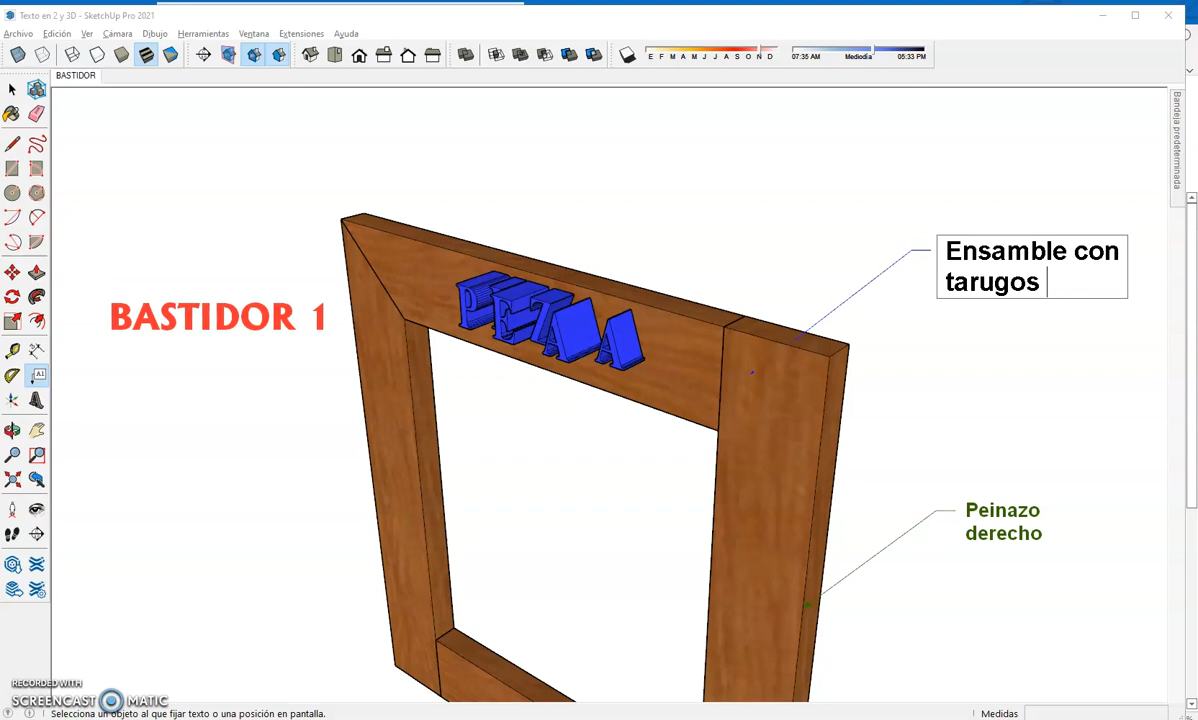 Texto en 2 y 3D - SketchUp Pro 2021
Archivo Edición Ver Cámara Dibujo Herramientas Ventana Extensiones Ayuda
E F M A M J J A S O N D
07:35 AM Mediodía 05:33 PM
BASTIDOR
Bandeja predeterminada
Ensamble con
tarugos
BASTIDOR 1
Peinazo
derecho
A1
RECORDED WITH
SCREENCAST MATIC
Selecciona un objeto al que fijar texto o una posición en pantalla.
Medidas